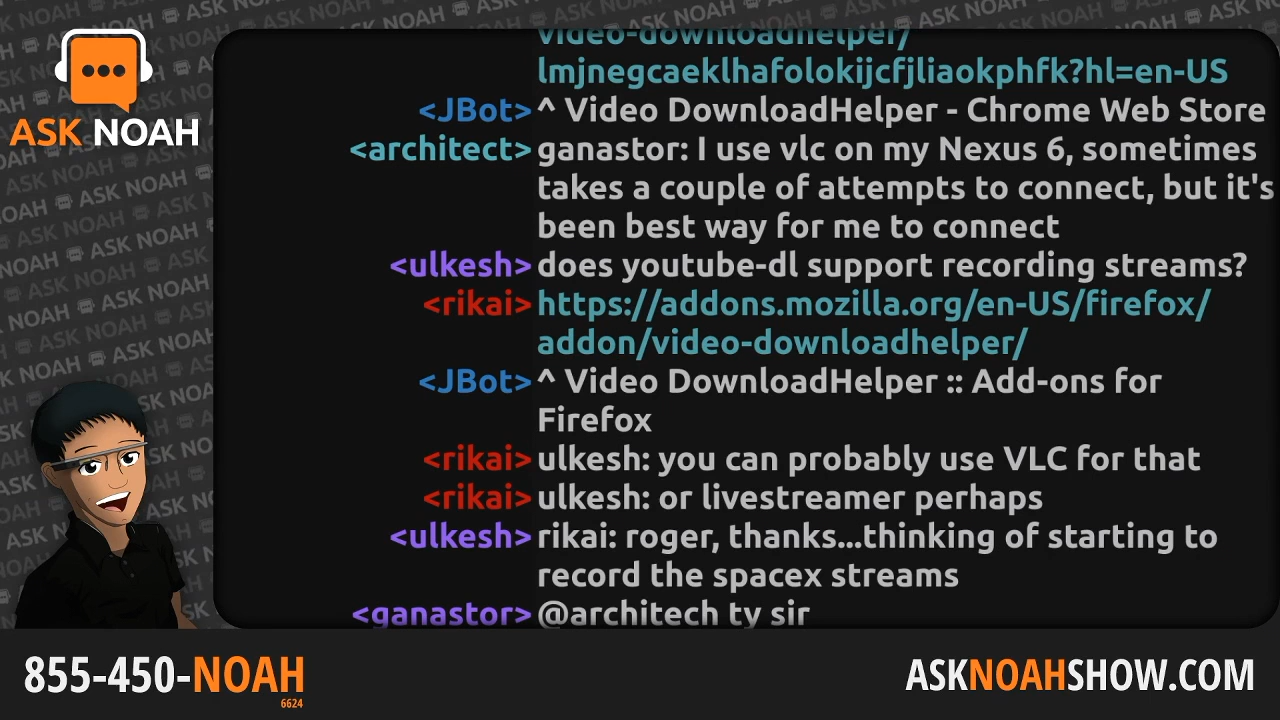 video-downloadhelper/
lmjnegcaeklhafolokijcfjliaokphfk?hl=en-US
<JBot> ^ Video DownloadHelper - Chrome Web Store
<architect> ganastor: I use vlc on my Nexus 6, sometimes
takes a couple of attempts to connect, but it's
been best way for me to connect
<ulkesh> does youtube-dl support recording streams?
<rikai> https://addons.mozilla.org/en-US/firefox/
addon/video-downloadhelper/
<JBot> ^ Video DownloadHelper :: Add-ons for
Firefox
<rikai> ulkesh: you can probably use VLC for that
<rikai> ulkesh: or livestreamer perhaps
<ulkesh> rikai: roger, thanks...thinking of starting to
record the spacex streams
<ganastor> @architech ty sir
ASK NOAH
855-450-NOAH
6624
ASKNOAHSHOW.COM